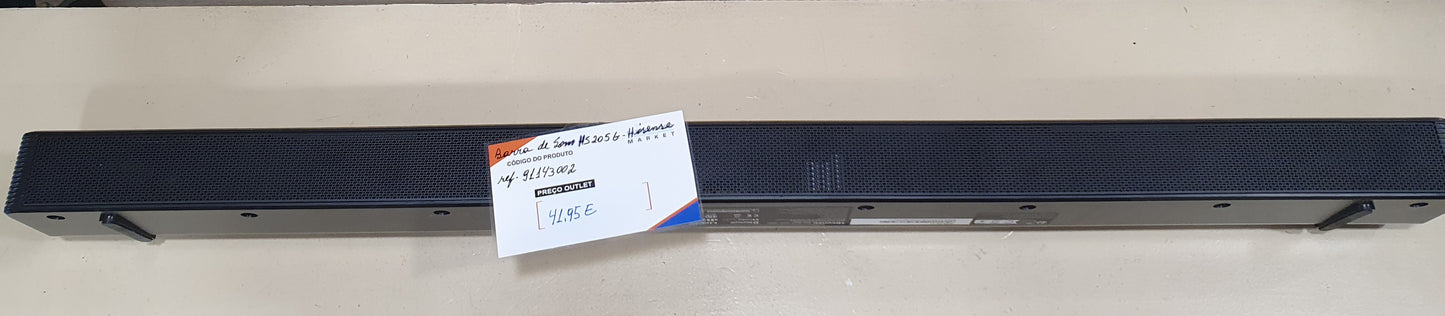 Barra de Som HS205G - Hisense
MARKET
CÓDIGO DO PRODUTO
ref. 91143002
PREÇO OUTLET
41,95 E